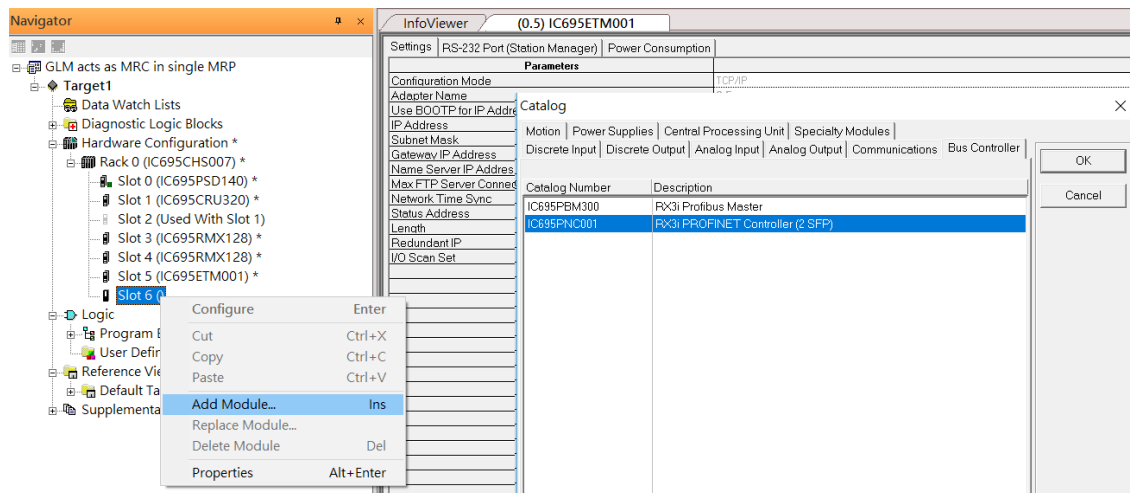 Navigator
GLM acts as MRC in single MRP
Target1
Data Watch Lists
Diagnostic Logic Blocks
Hardware Configuration *
Rack 0 (IC695CHS007) *
Slot 0 (IC695PSD140) *
Slot 1 (IC695CRU320) *
Slot 2 (Used With Slot 1)
Slot 3 (IC695RMX128) *
Slot 4 (IC695RMX128) *
Slot 5 (IC695ETM001) *
Slot 6 ()
Logic
Program
User Defin
Reference Vie
Default Ta
Supplementa
Configure Enter
Cut Ctrl+X
Copy Ctrl+C
Paste Ctrl+V
Add Module... Ins
Replace Module...
Delete Module Del
Properties Alt+Enter
InfoViewer (0.5) IC695ETM001
Settings RS-232 Port (Station Manager) Power Consumption
Parameters
Configuration Mode TCP/IP
Adapter Name
Use BOOTP for IP Addre
IP Address
Subnet Mask
Gateway IP Address
Name Server IP Addres
Max FTP Server Connec
Network Time Sync
Status Address
Length
Redundant IP
I/O Scan Set
Catalog
Motion Power Supplies Central Processing Unit Specialty Modules
Discrete Input Discrete Output Analog Input Analog Output Communications Bus Controller
Catalog Number Description
IC695PBM300 RX3i Profibus Master
IC695PNC001 RX3i PROFINET Controller (2 SFP)
OK
Cancel